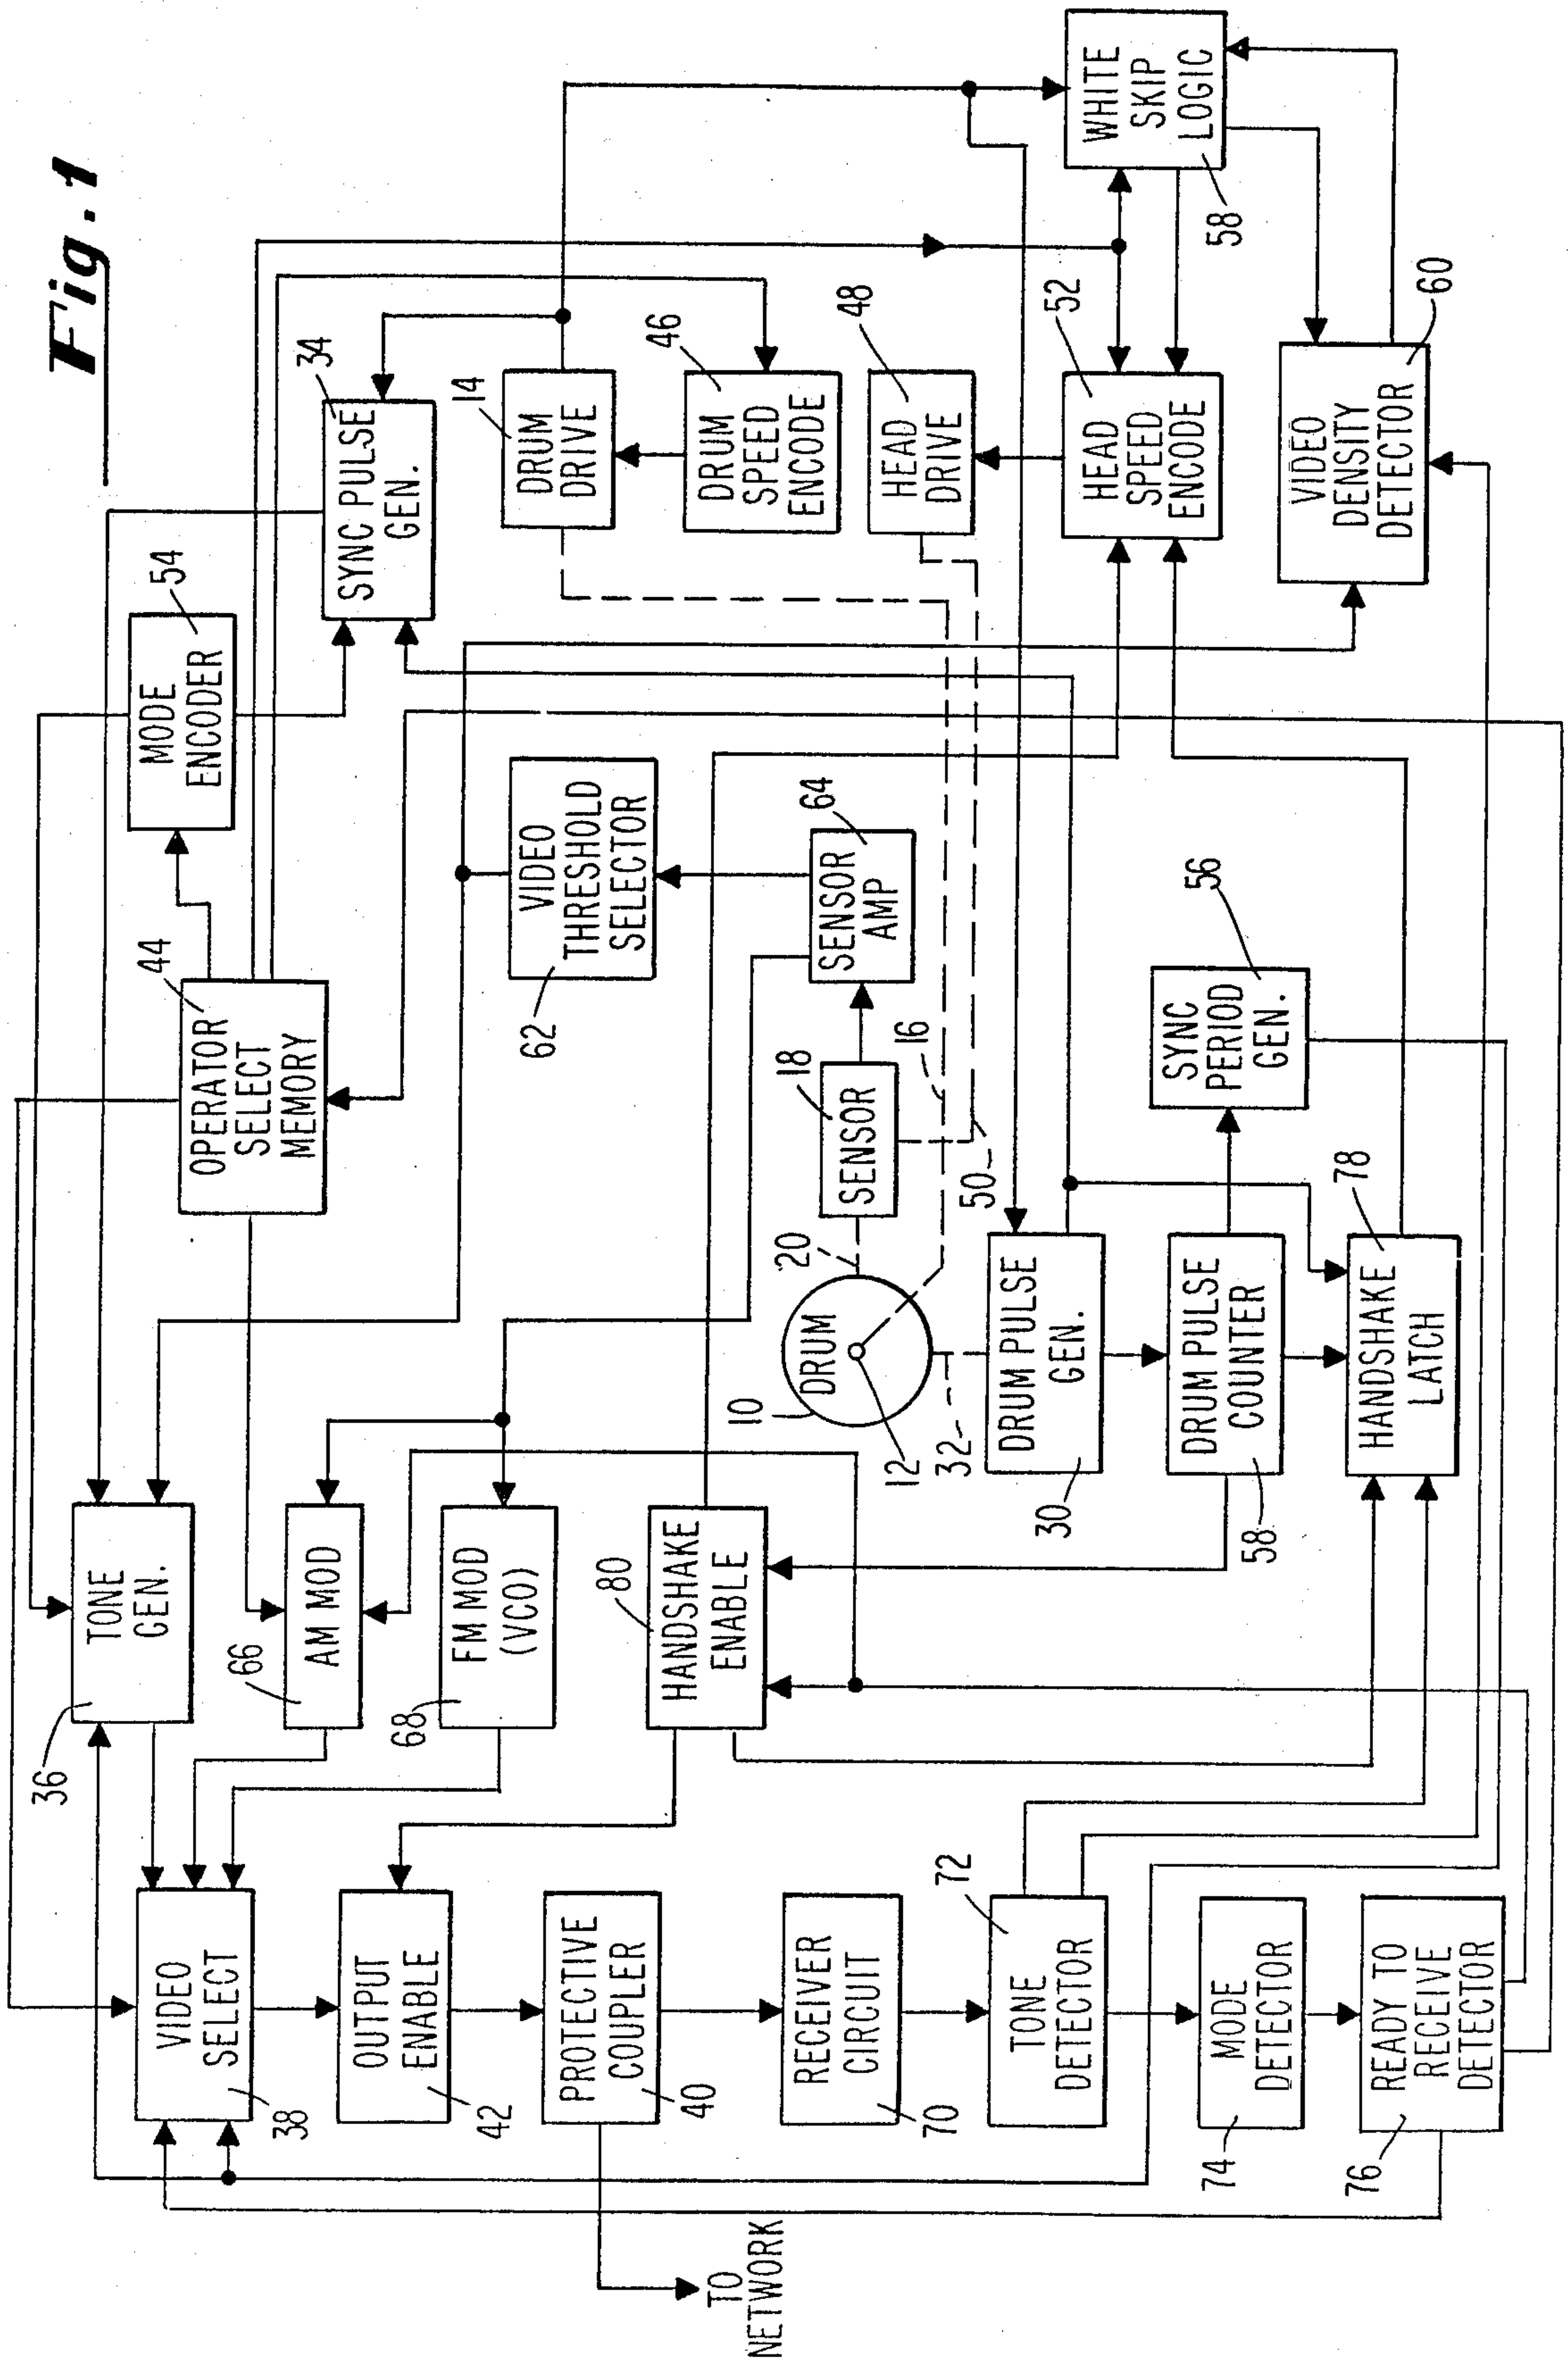 Fig. 1
36
TONE
GEN.
66
AM MOD
68
FM MOD
(VCO)
80
HANDSHAKE
ENABLE
44
OPERATOR
SELECT
MEMORY
54
MODE
ENCODER
34
SYNC PULSE
GEN.
14
DRUM
DRIVE
46
DRUM
SPEED
ENCODE
48
HEAD
DRIVE
52
HEAD
SPEED
ENCODE
WHITE
SKIP
LOGIC
58
60
VIDEO
DENSITY
DETECTOR
62
VIDEO
THRESHOLD
SELECTOR
64
SENSOR
AMP
18
SENSOR
16
50
20
10
DRUM
12
32
30
DRUM PULSE
GEN.
58
DRUM PULSE
COUNTER
56
SYNC
PERIOD
GEN.
78
HANDSHAKE
LATCH
38
VIDEO
SELECT
42
OUTPUT
ENABLE
40
PROTECTIVE
COUPLER
70
RECEIVER
CIRCUIT
72
TONE
DETECTOR
74
MODE
DETECTOR
76
READY TO
RECEIVE
DETECTOR
TO
NETWORK